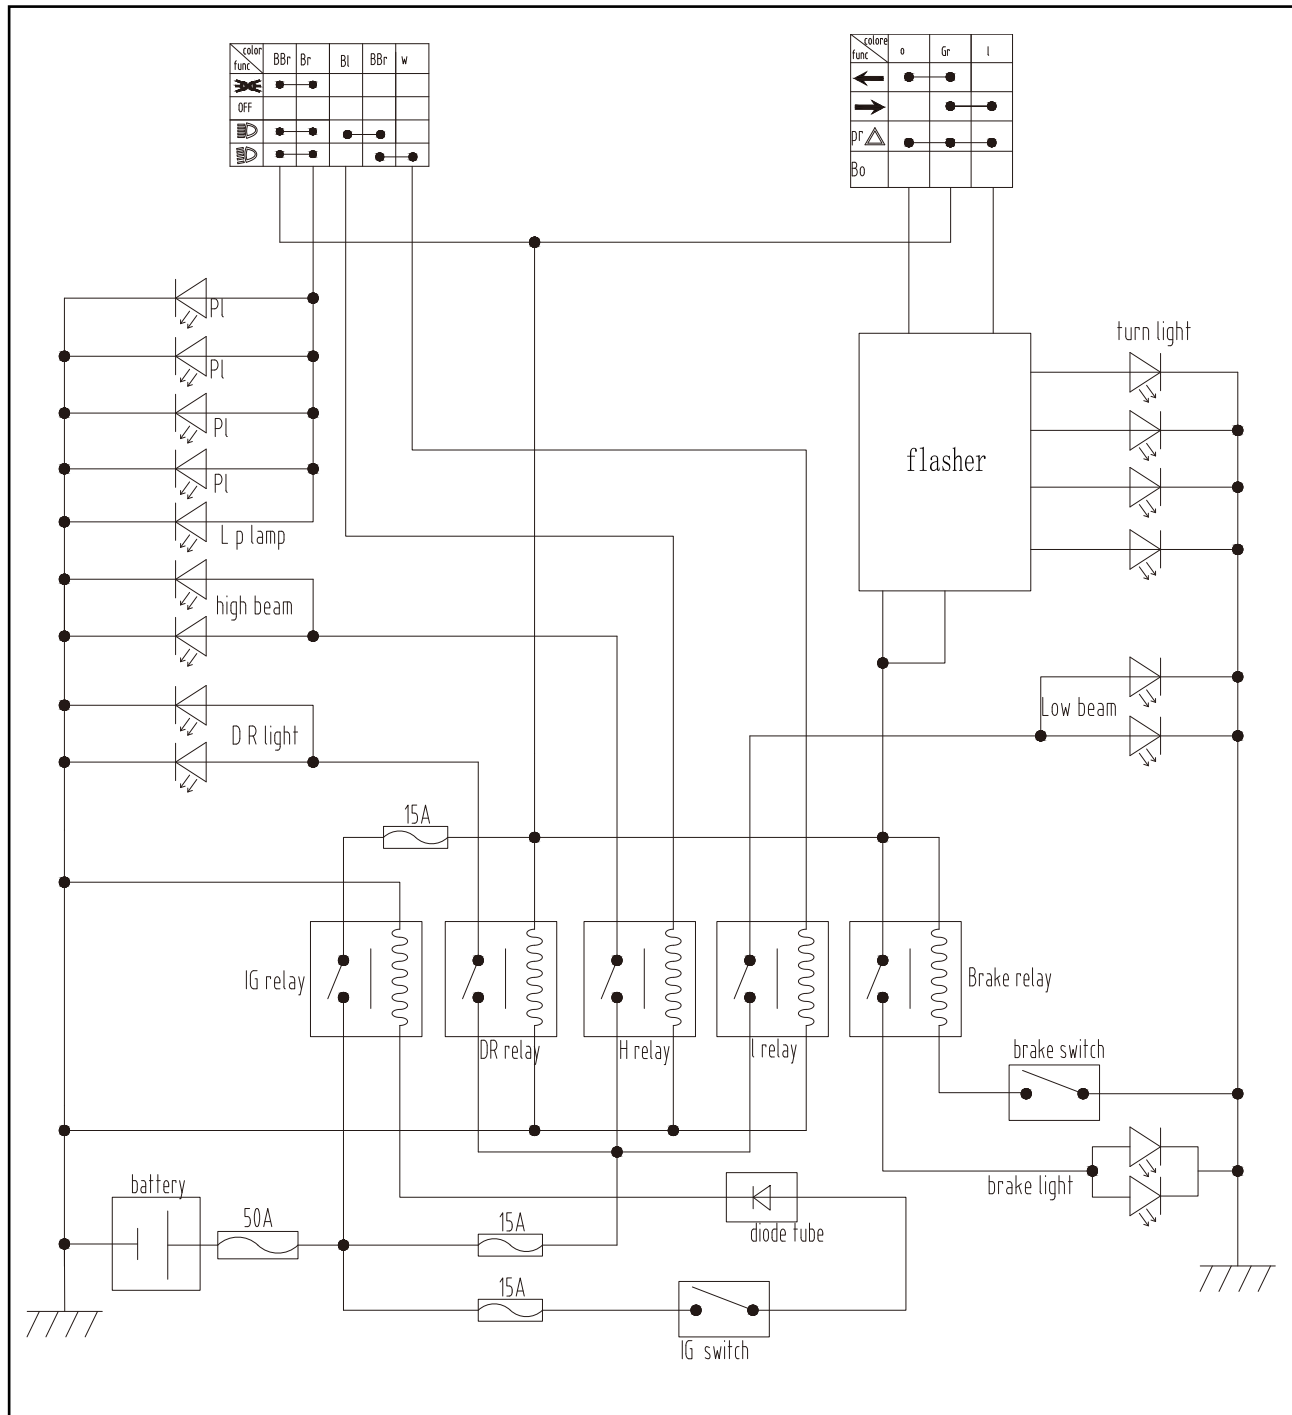 color
func BBr Br Bl BBr w
OFF
colore
func o Gr l
pr
Bo
Pl
Pl
Pl
Pl
L p lamp
high beam
D R light
turn light
flasher
Low beam
15A
IG relay
DR relay
H relay
l relay
Brake relay
brake switch
brake light
battery
50A
15A
diode tube
15A
IG switch